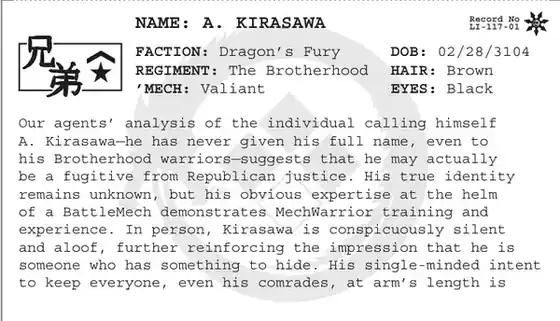 NAME: A. KIRASAWA
Record No
LI-117-01
兄弟
FACTION: Dragon's Fury
DOB: 02/28/3104
REGIMENT: The Brotherhood
HAIR: Brown
'MECH: Valiant
EYES: Black
Our agents' analysis of the individual calling himself
A. Kirasawa—he has never given his full name, even to
his Brotherhood warriors—suggests that he may actually
be a fugitive from Republican justice. His true identity
remains unknown, but his obvious expertise at the helm
of a BattleMech demonstrates MechWarrior training and
experience. In person, Kirasawa is conspicuously silent
and aloof, further reinforcing the impression that he is
someone who has something to hide. His single-minded intent
to keep everyone, even his comrades, at arm's length is